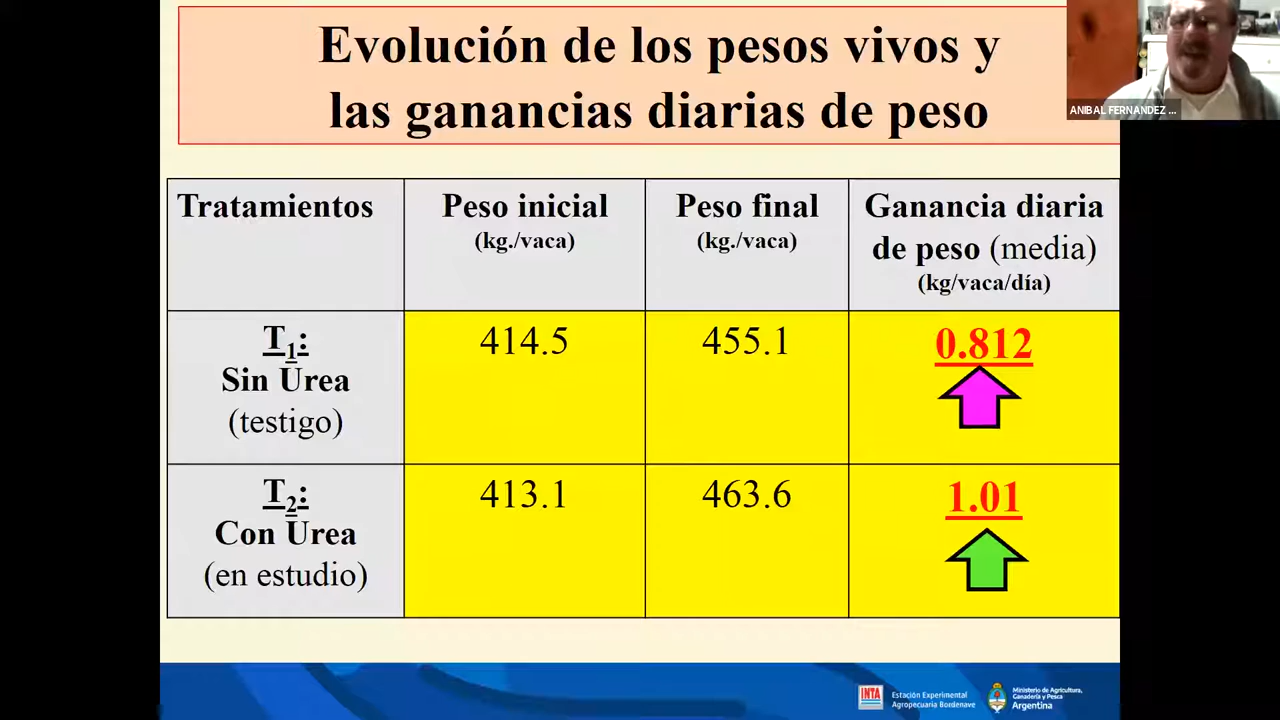 Evolución de los pesos vivos y
las ganancias diarias de peso
ANIBAL FERNANDEZ ...
Tratamientos
Peso inicial
(kg./vaca)
Peso final
(kg./vaca)
Ganancia diaria
de peso (media)
(kg/vaca/día)
T1:
Sin Urea
(testigo)
414.5
455.1
0.812
T2:
Con Urea
(en estudio)
413.1
463.6
1.01
INTA
Estación Experimental
Agropecuaria Bordenave
Ministerio de Agricultura,
Ganadería y Pesca
Argentina